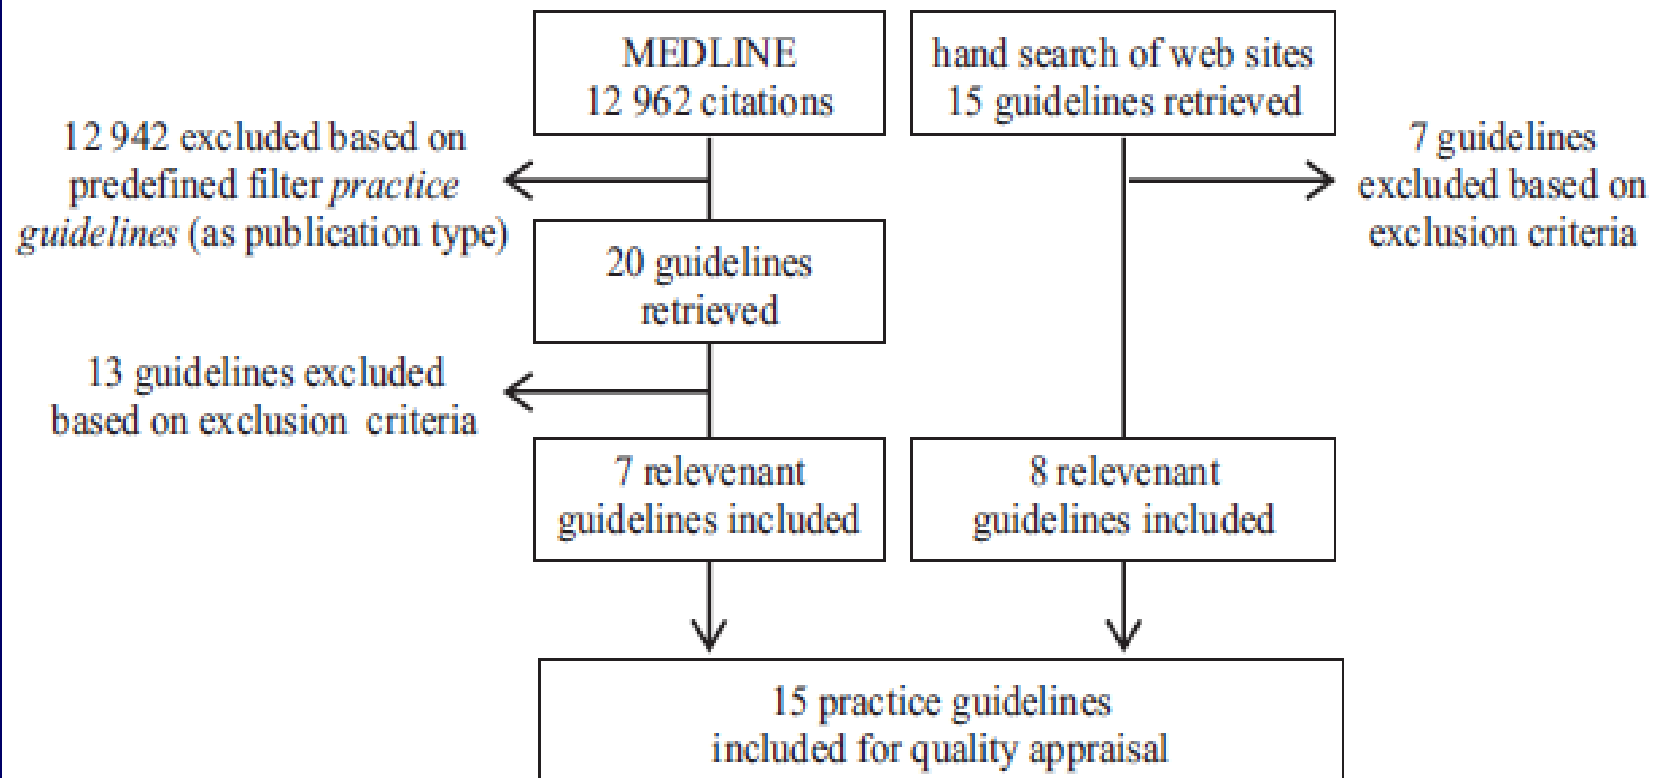 MEDLINE
12 962 citations
hand search of web sites
15 guidelines retrieved
12 942 excluded based on
predefined filter practice
guidelines (as publication type)
7 guidelines
excluded based on
exclusion criteria
20 guidelines
retrieved
13 guidelines excluded
based on exclusion criteria
7 relevenant
guidelines included
8 relevenant
guidelines included
15 practice guidelines
included for quality appraisal